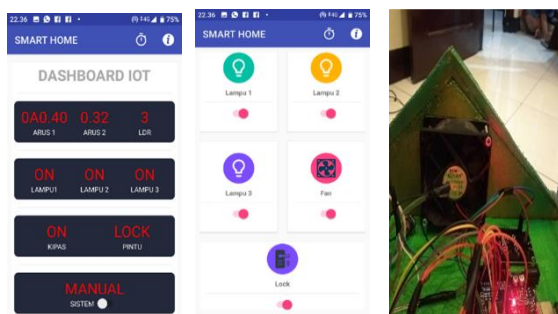 22.36
75%
SMART HOME
DASHBOARD IOT
0A0.40 0.32 3
ARUS 1 ARUS 2 LDR
ON ON ON
LAMPU1 LAMPU 2 LAMPU 3
ON LOCK
KIPAS PINTU
MANUAL
SISTEM
22.36
75%
SMART HOME
Lampu 1 Lampu 2
Lampu 3 Fan
Lock